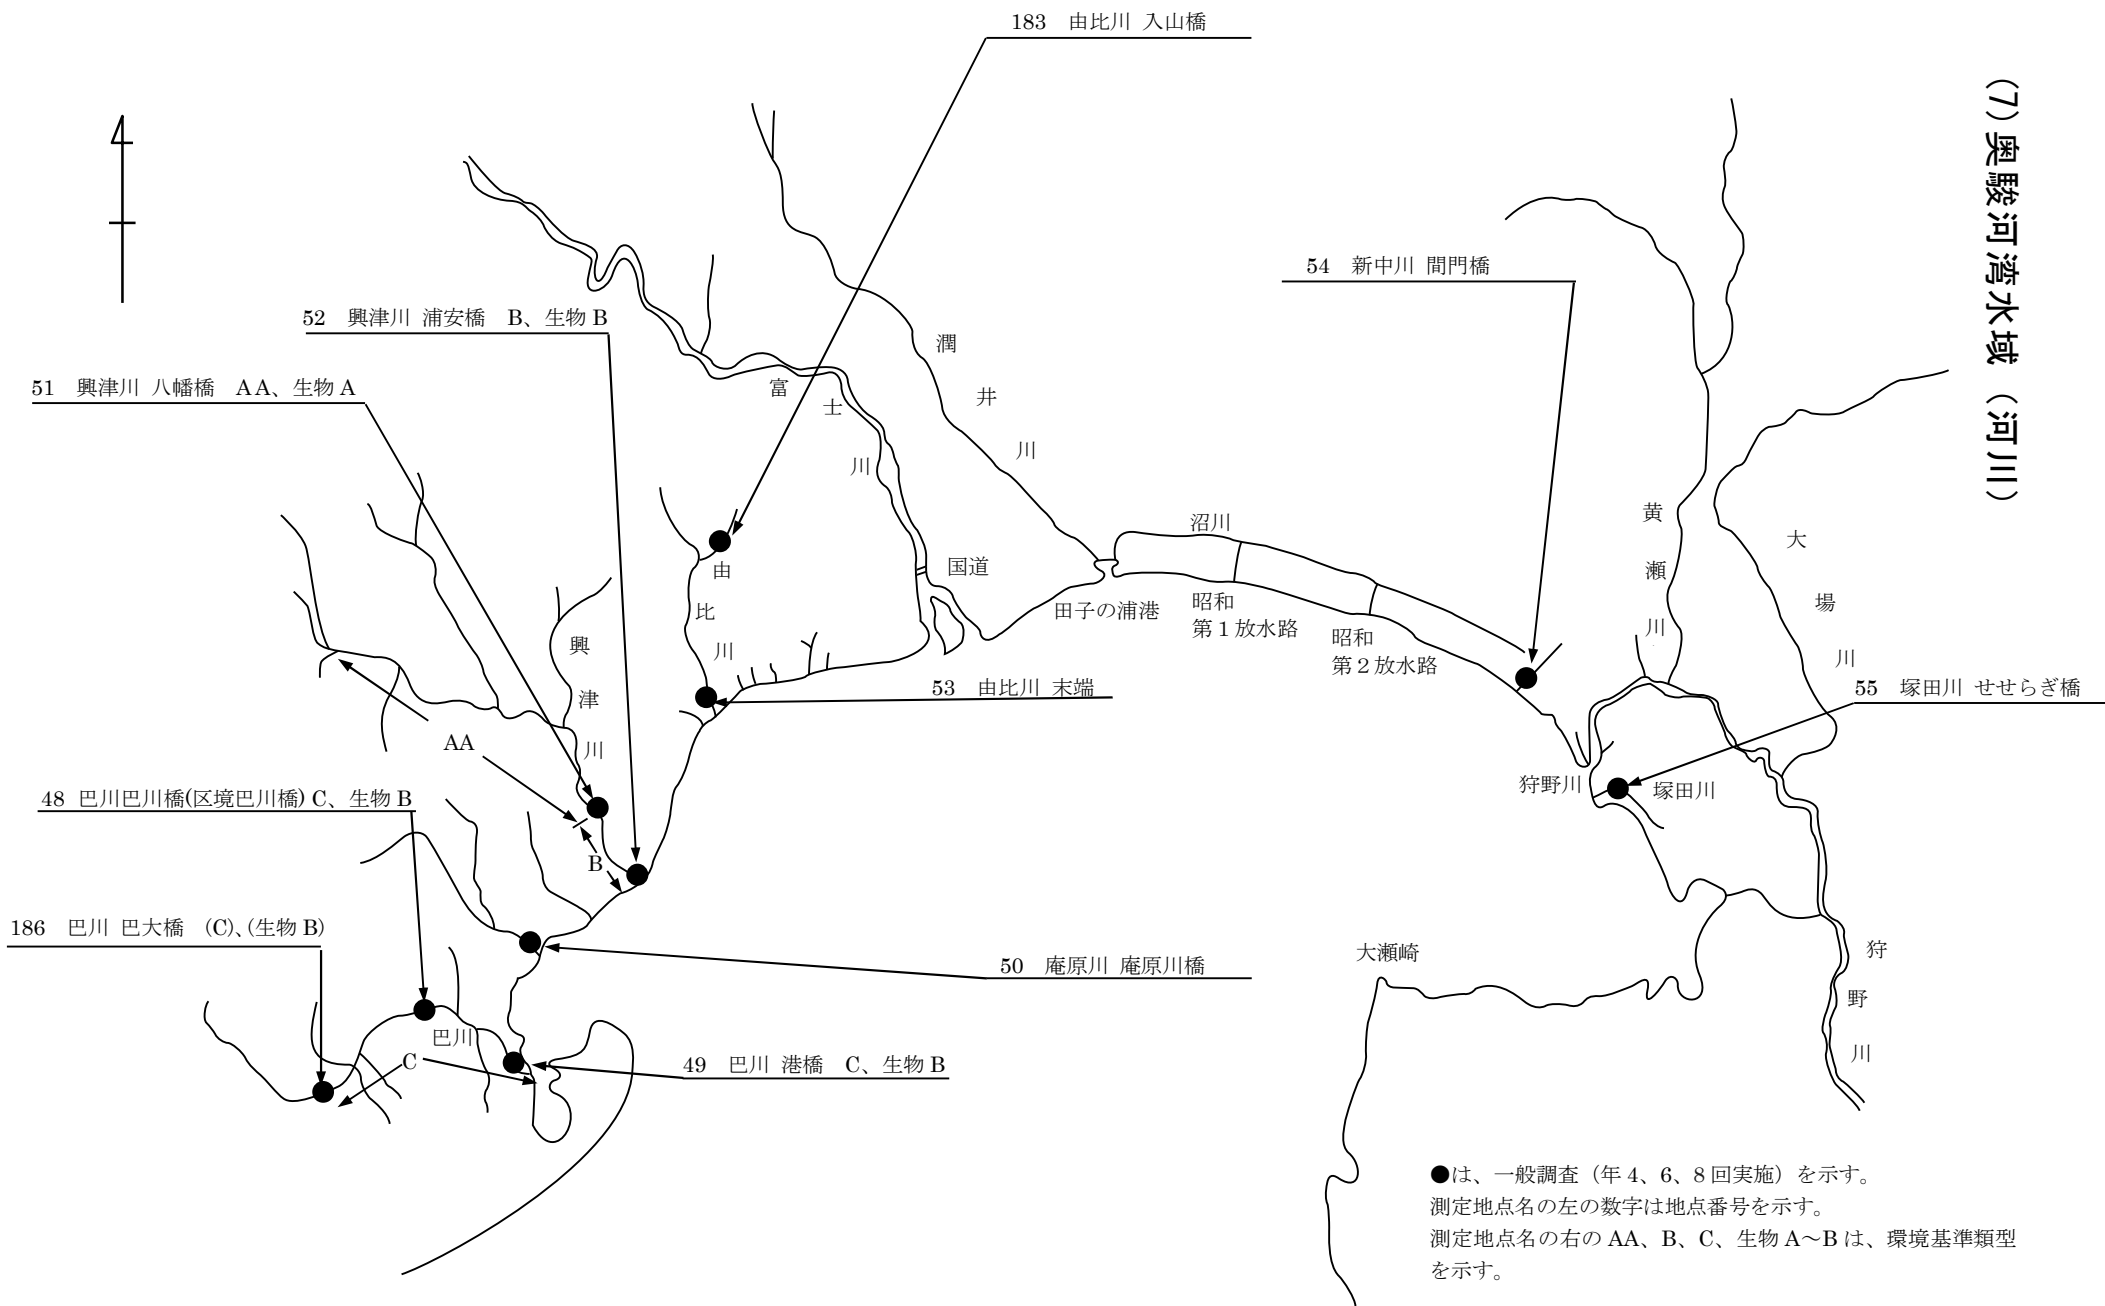 (7)奥駿河湾水域（河川）
183 由比川 入山橋
54 新中川 間門橋
52 興津川 浦安橋 B、生物 B
51 興津川 八幡橋 AA、生物 A
潤井川
富士川
黄瀬川
大場川
沼川
国道
田子の浦港
昭和
第１放水路
昭和
第２放水路
由比川
興津川
53 由比川 末端
55 塚田川 せせらぎ橋
AA
狩野川
塚田川
48 巴川巴川橋(区境巴川橋) C、生物 B
B
186 巴川 巴大橋 (C)、(生物 B)
50 庵原川 庵原川橋
大瀬崎
狩野川
巴川
C
49 巴川 港橋 C、生物 B
●は、一般調査（年 4、6、8 回実施）を示す。
測定地点名の左の数字は地点番号を示す。
測定地点名の右の AA、B、C、生物 A～B は、環境基準類型
を示す。